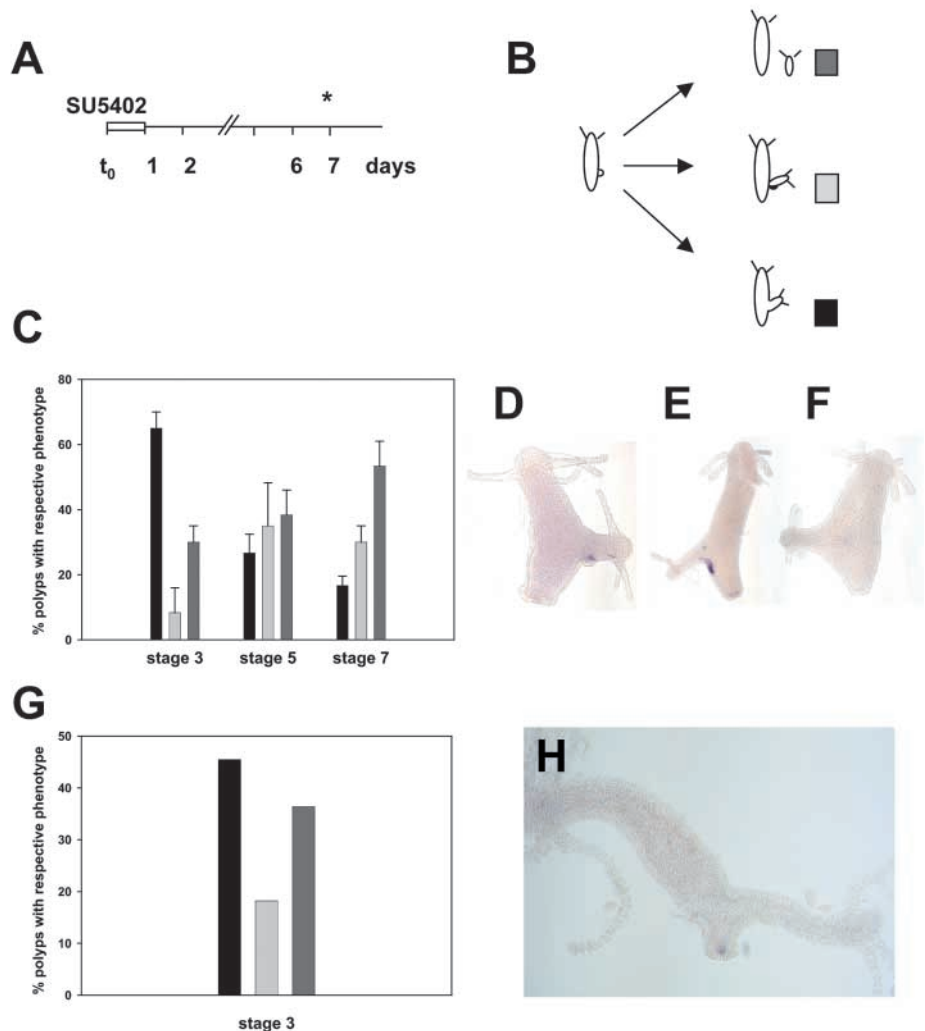 A
SU5402
*
t0 1 2 6 7 days
B
C
% polyps with respective phenotype
80
60
40
20
0
stage 3 stage 5 stage 7
D
E
F
G
% polyps with respective phenotype
50
40
30
20
10
0
stage 3
H